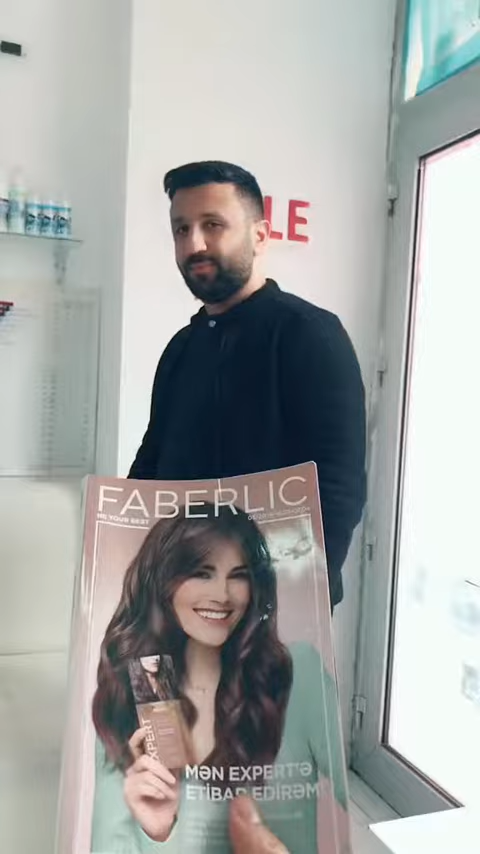 LE
FABERLIC
BE YOUR BEST
EXPERT
MƏN EXPERT'Ə
ETİBAR EDİRƏM